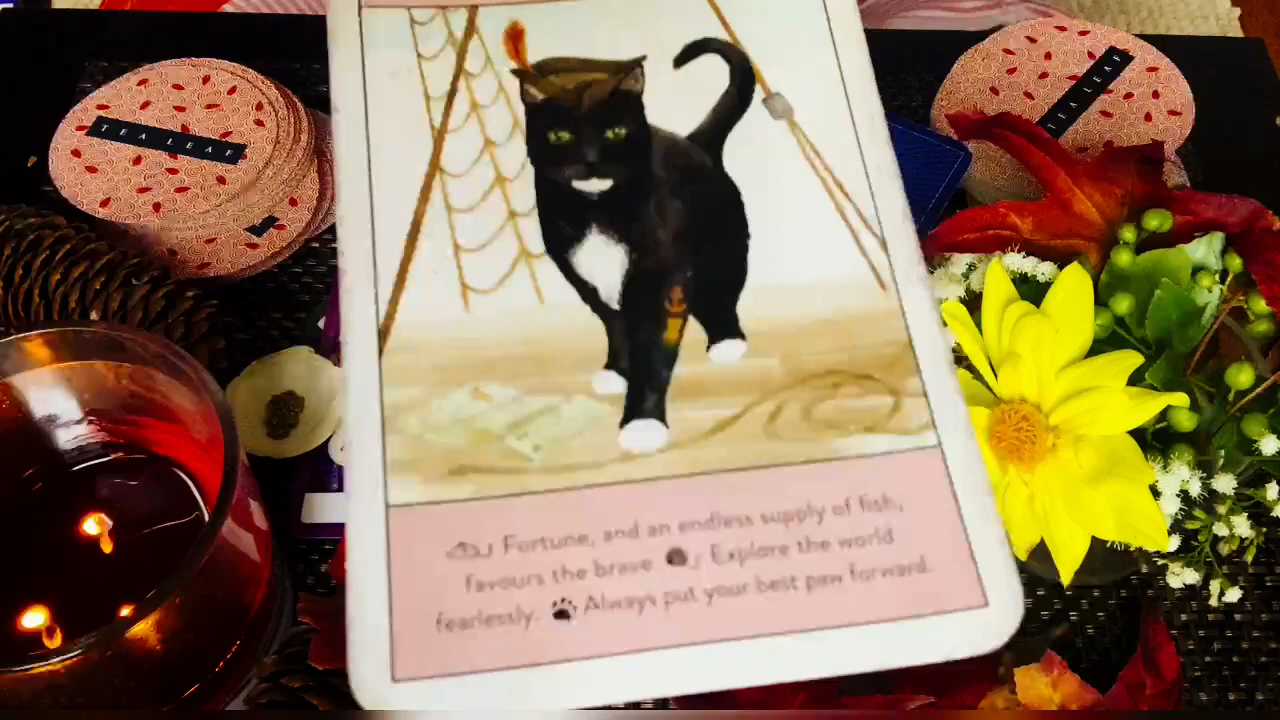 TEA LEAF
TEA LEAF
Fortune, and an endless supply of fish,
favours the brave. Explore the world
fearlessly. Always put your best paw forward.